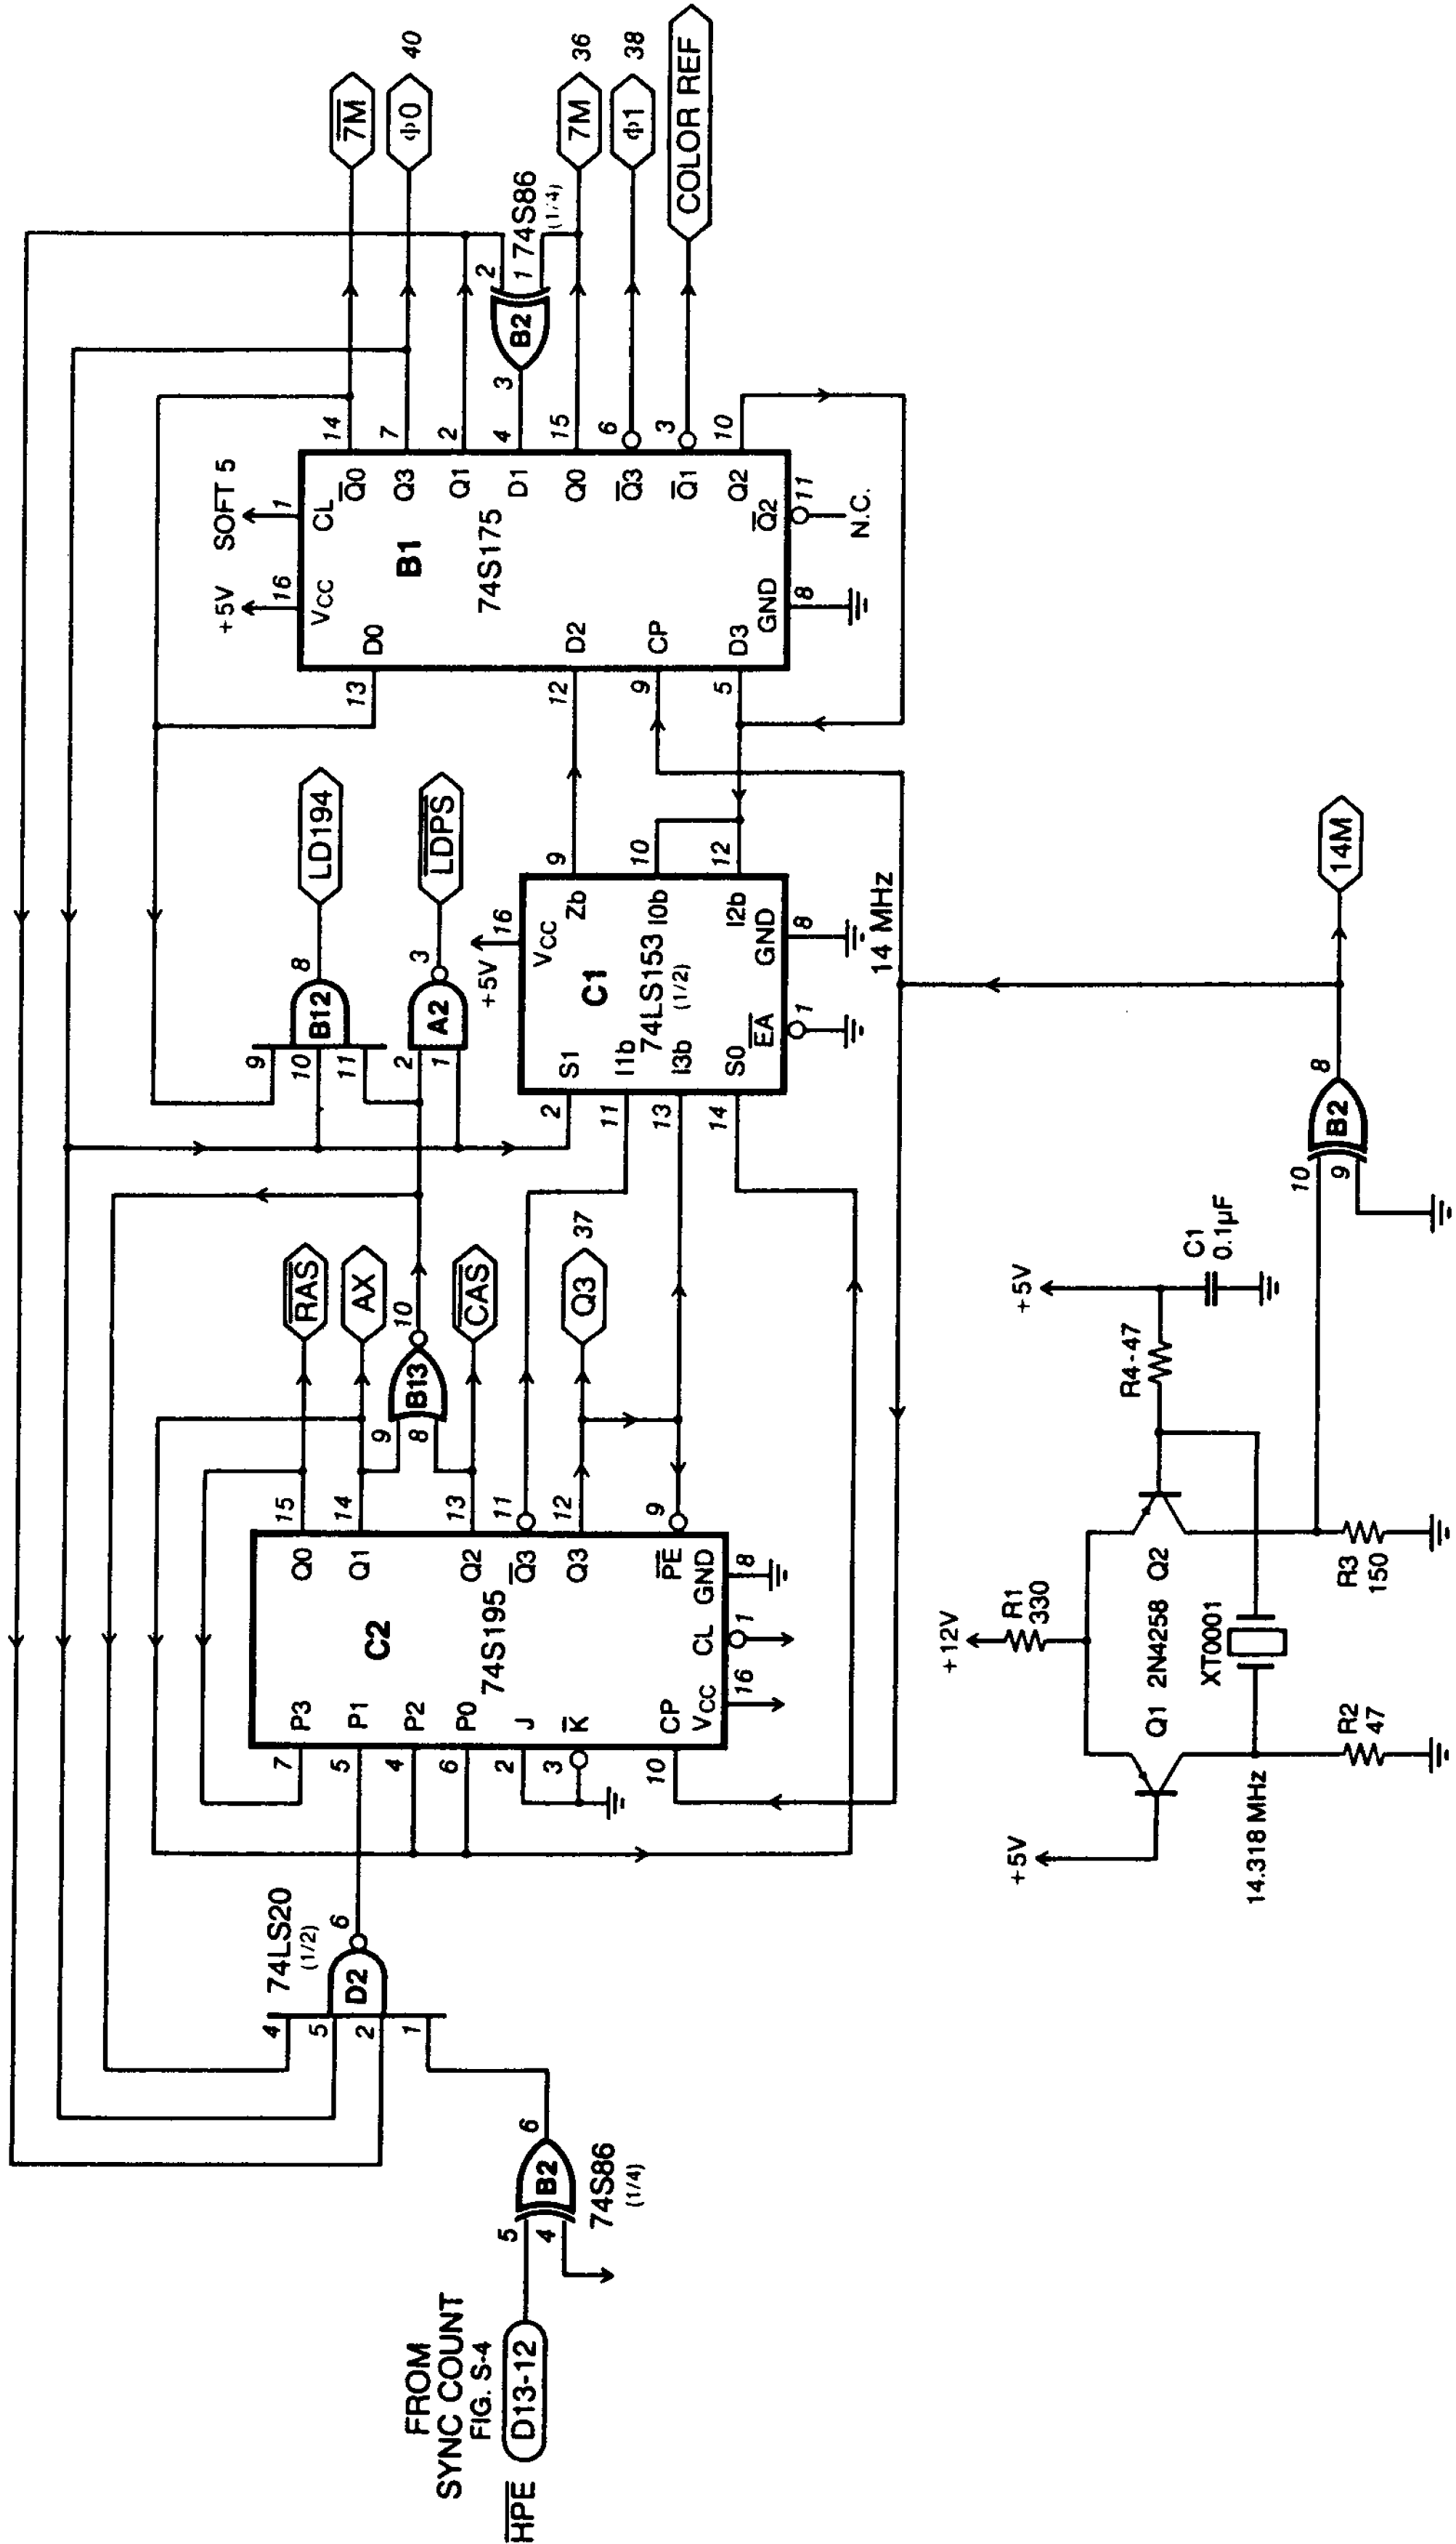 FROM
SYNC COUNT
FIG. S-4
HPE D13-12
5
4
B2
6
74S86
(1/4)
74LS20
(1/2)
4
5
2
1
D2
6
C2
74S195
7 P3
5 P1
4 P2
6 P0
2 J
3 K
10 CP
VCC 16
CL 1
GND 8
Q0 15
Q1 14
Q2 13
Q3 11
Q3 12
PE 9
RAS
AX
CAS
Q3 37
9
8
B13
10
9
10
11
B12
8
LD194
2
1
A2
3
LDPS
+5V
C1
74LS153
(1/2)
VCC 16
2 S1
11 I1b
13 I3b
14 S0
EA 1
GND 8
Zb 9
I0b 10
I2b 12
14 MHz
SOFT 5
+5V
B1
74S175
CL 1
VCC 16
13 D0
12 D2
9 CP
5 D3
GND 8
Q2 11
N.C.
Q0 14
Q3 7
Q1 2
D1 4
Q0 15
Q3 6
Q1 3
Q2 10
B2
3
2
1
74S86
(1/4)
7M
Φ0 40
7M 36
Φ1 38
COLOR REF
+5V
+12V
R1
330
Q1 2N4258 Q2
XT0001
14.318 MHz
R2
47
R3
150
R4-47
+5V
C1
0.1µF
10
9
B2
8
14M